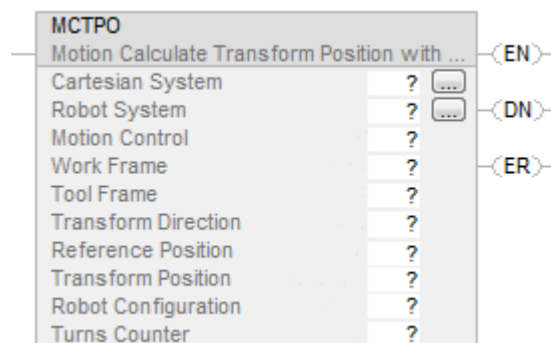 MCTPO
Motion Calculate Transform Position with ...
EN
Cartesian System ? ...
Robot System ? ...
DN
Motion Control ?
Work Frame ?
ER
Tool Frame ?
Transform Direction ?
Reference Position ?
Transform Position ?
Robot Configuration ?
Turns Counter ?